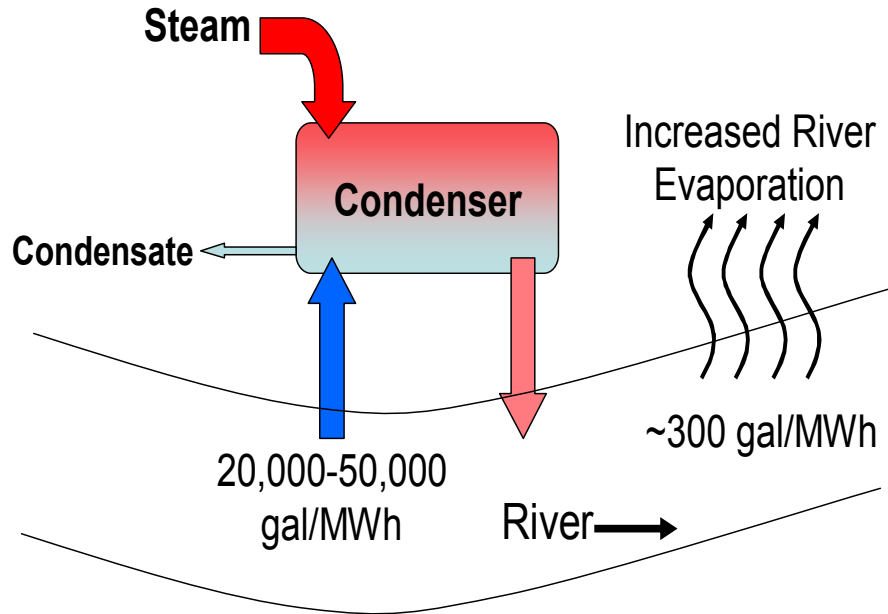 Steam
Increased River
Evaporation
Condenser
Condensate
~300 gal/MWh
20,000-50,000
gal/MWh
River